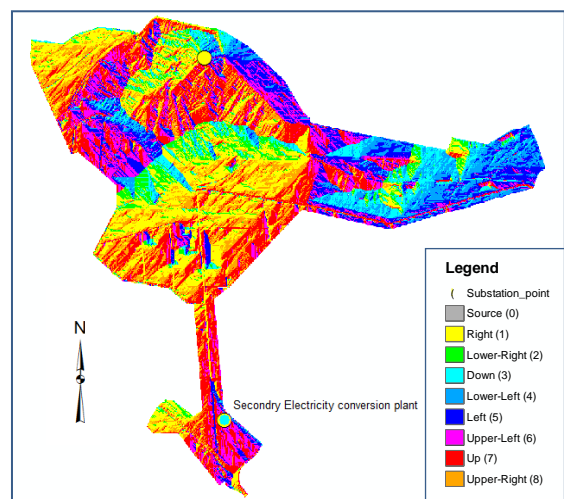 N
Secondry Electricity conversion plant
Legend
( Substation_point
Source (0)
Right (1)
Lower-Right (2)
Down (3)
Lower-Left (4)
Left (5)
Upper-Left (6)
Up (7)
Upper-Right (8)